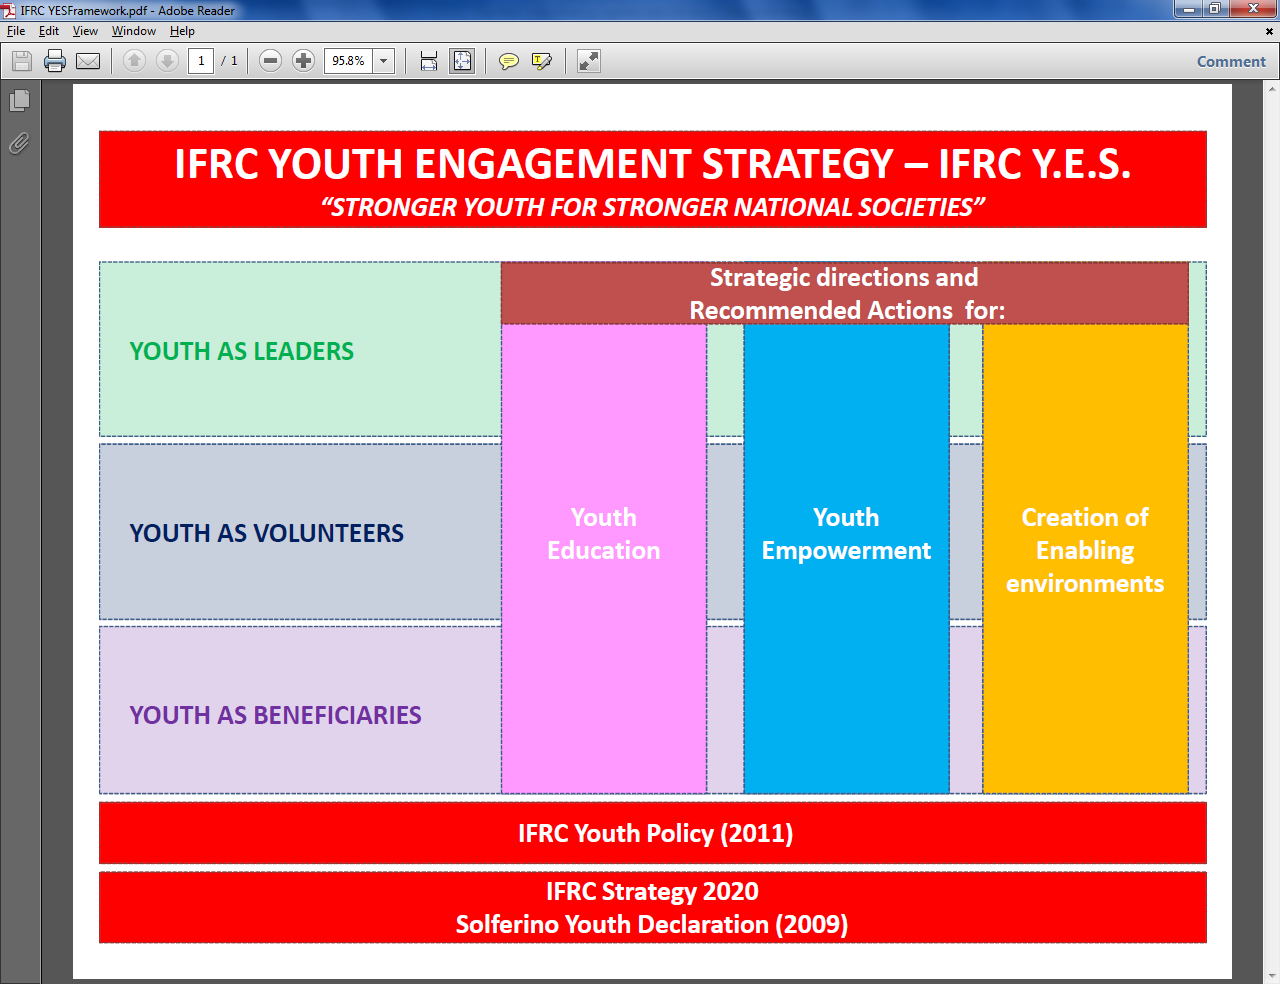 IFRC YESFramework.pdf - Adobe Reader
File Edit View Window Help
1 / 1 95.8% Comment
IFRC YOUTH ENGAGEMENT STRATEGY – IFRC Y.E.S.
“STRONGER YOUTH FOR STRONGER NATIONAL SOCIETIES”
Strategic directions and
Recommended Actions for:
YOUTH AS LEADERS
YOUTH AS VOLUNTEERS
YOUTH AS BENEFICIARIES
Youth
Education
Youth
Empowerment
Creation of
Enabling
environments
IFRC Youth Policy (2011)
IFRC Strategy 2020
Solferino Youth Declaration (2009)